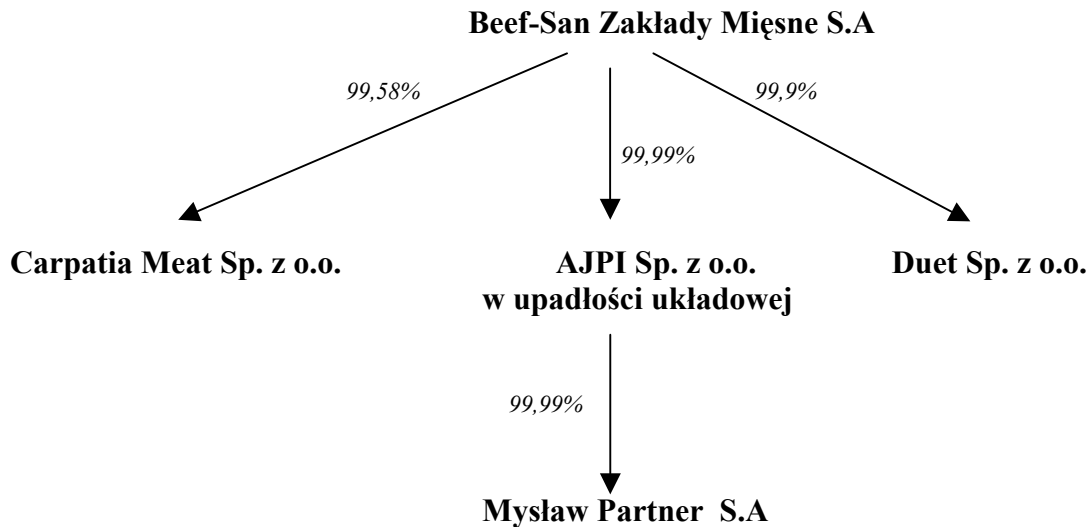 Beef-San Zakłady Mięsne S.A
99,58%
99,9%
99,99%
Carpatia Meat Sp. z o.o.
AJPI Sp. z o.o.
w upadłości układowej
Duet Sp. z o.o.
99,99%
Mysław Partner S.A